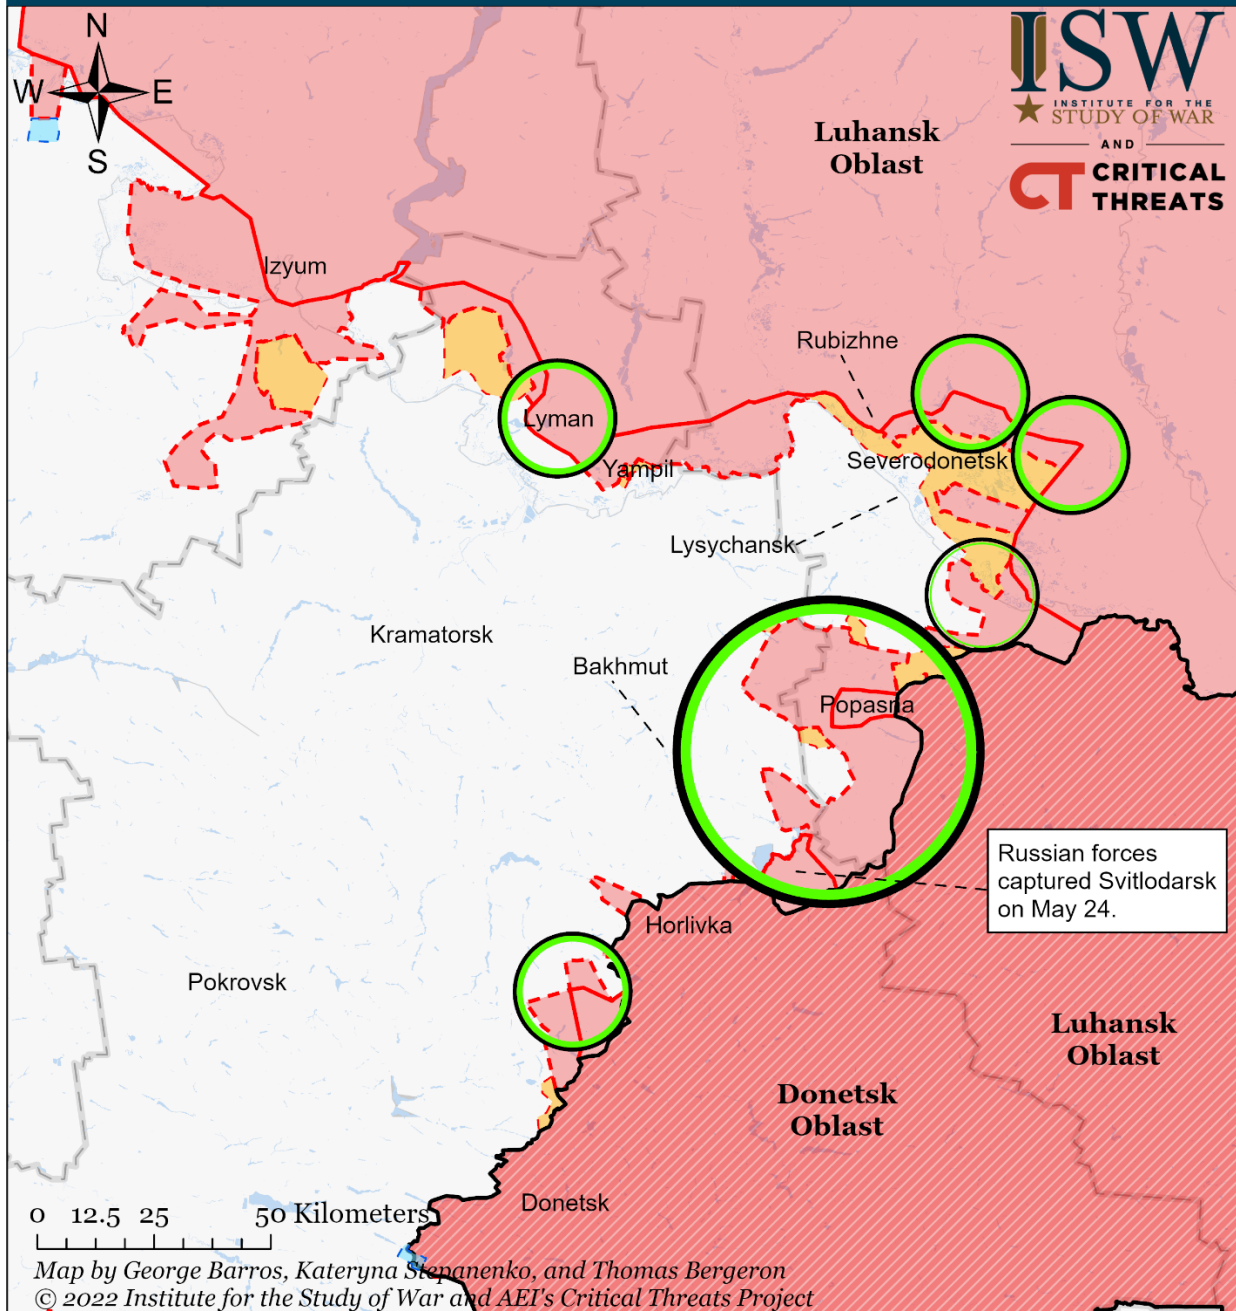 N
W
E
S
ISW
INSTITUTE FOR THE
STUDY OF WAR
AND
CT CRITICAL
THREATS
Luhansk
Oblast
Izyum
Rubizhne
Lyman
Yampil
Severodonetsk
Lysychansk
Kramatorsk
Bakhmut
Popasna
Russian forces
captured Svitlodarsk
on May 24.
Horlivka
Pokrovsk
Luhansk
Oblast
Donetsk
Oblast
Donetsk
0 12.5 25 50 Kilometers
Map by George Barros, Kateryna Stepanenko, and Thomas Bergeron
© 2022 Institute for the Study of War and AEI's Critical Threats Project